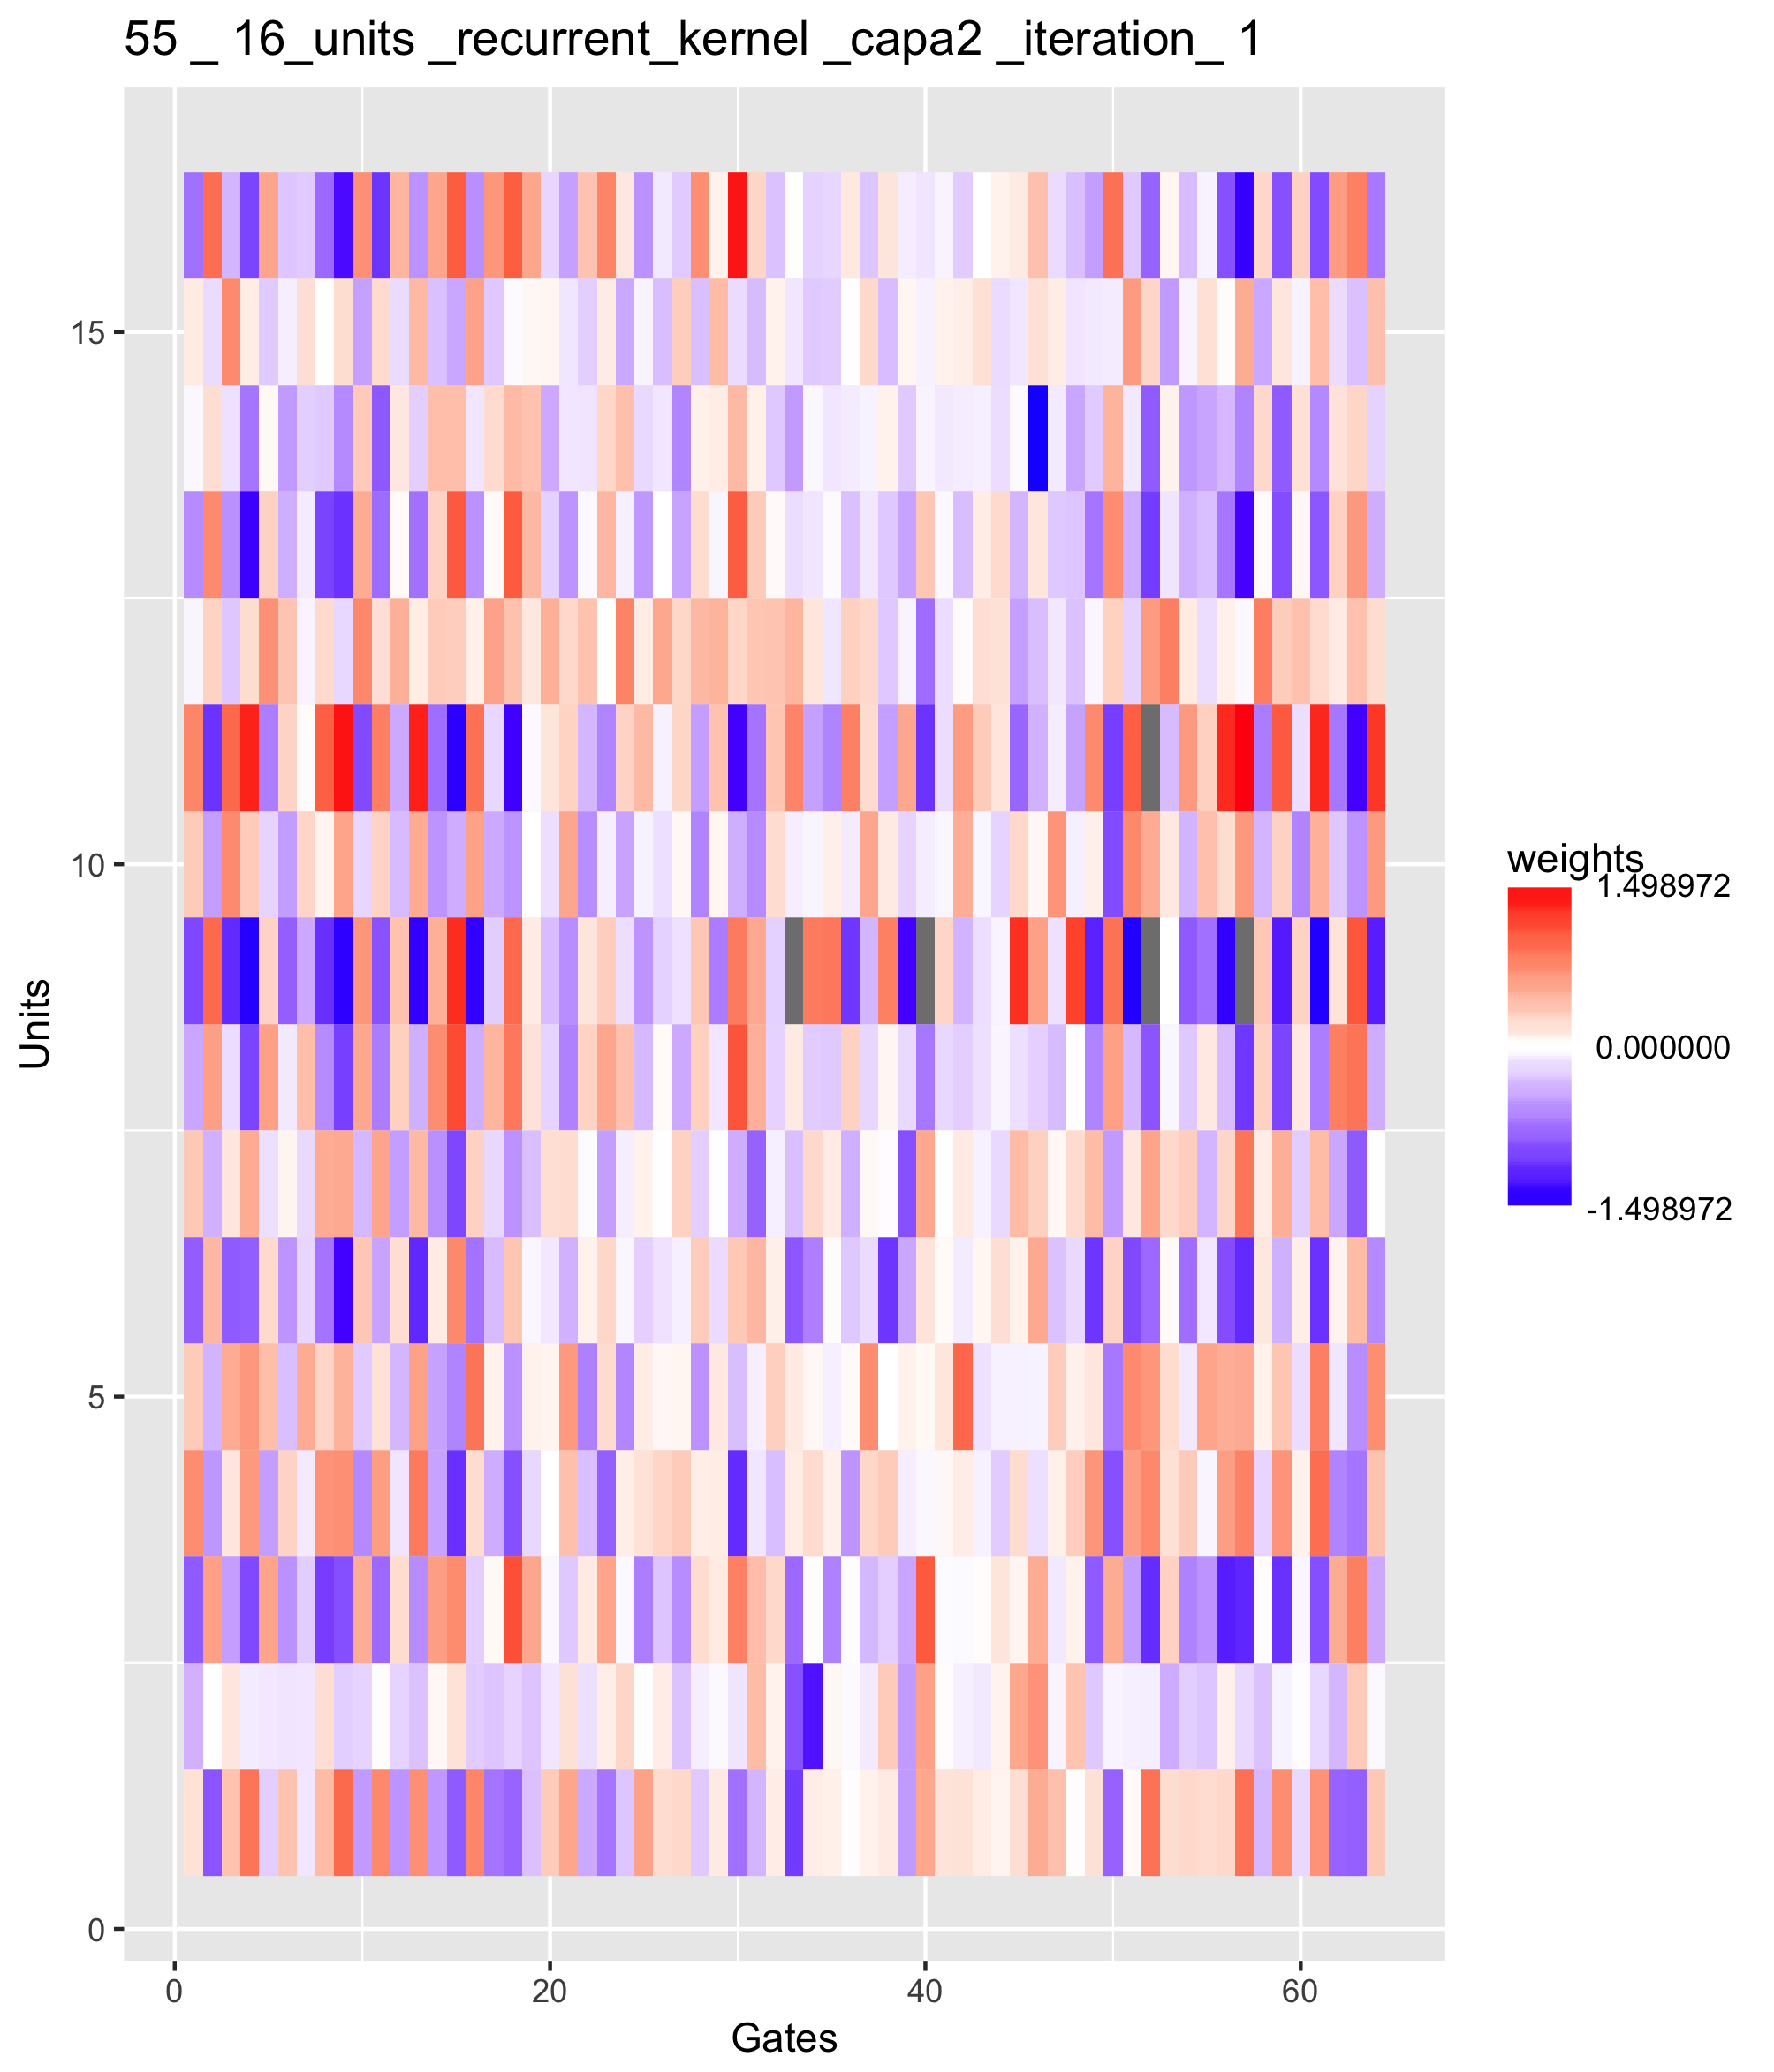 55 _ 16_units _recurrent_kernel _capa2 _iteration_ 1
15
10
5
0
Units
0 20 40 60
Gates
weights
1.498972
0.000000
-1.498972